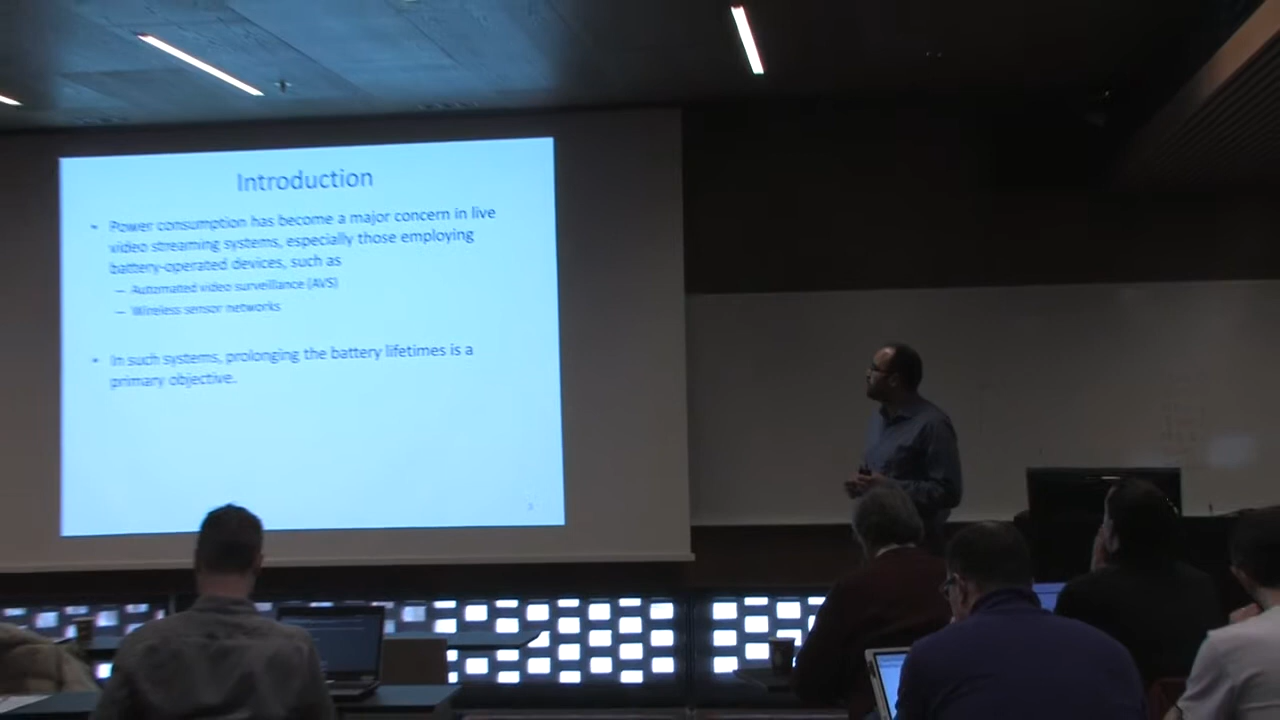 Introduction
• Power consumption has become a major concern in live
video streaming systems, especially those employing
battery-operated devices, such as
– Automated video surveillance (AVS)
– Wireless sensor networks
• In such systems, prolonging the battery lifetimes is a
primary objective.